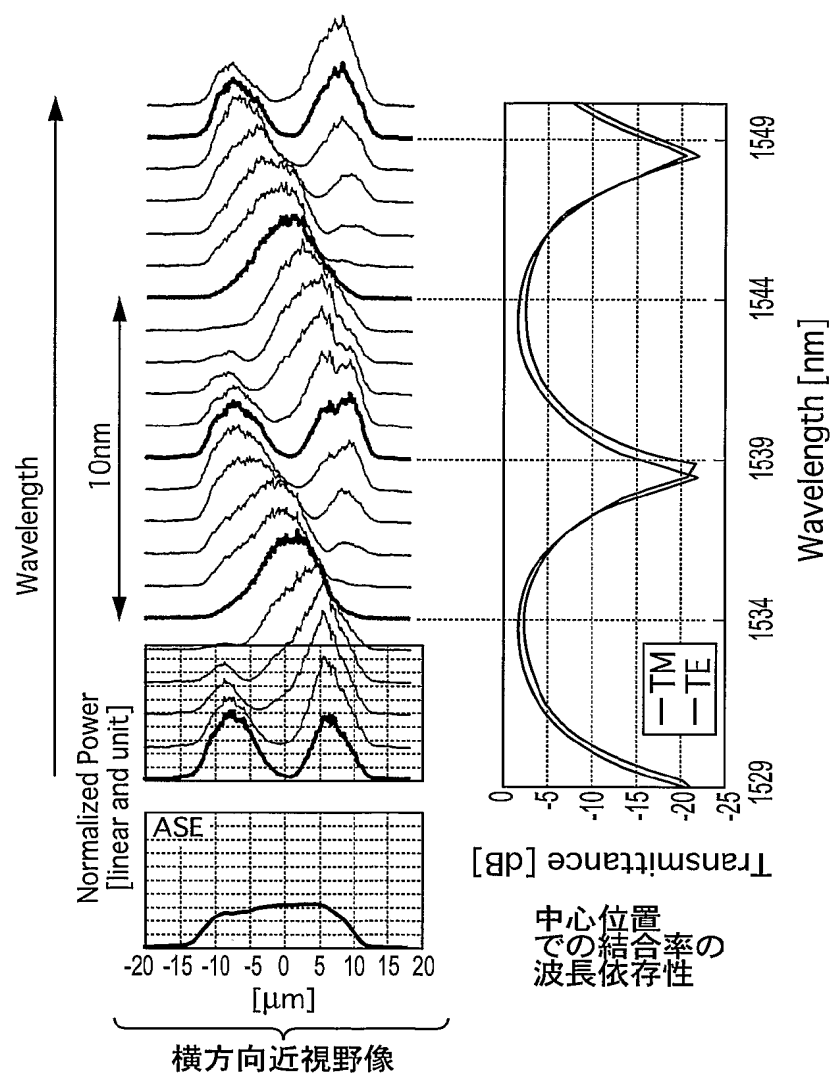 Wavelength
10nm
Normalized Power
[linear and unit]
ASE
-20 -15 -10 -5 0 5 10 15 20
[μm]
横方向近視野像
1549
1544
1539
1534
1529
Wavelength [nm]
TM
TE
0 -5 -10 -15 -20 -25
Transmittance [dB]
中心位置
での結合率の
波長依存性